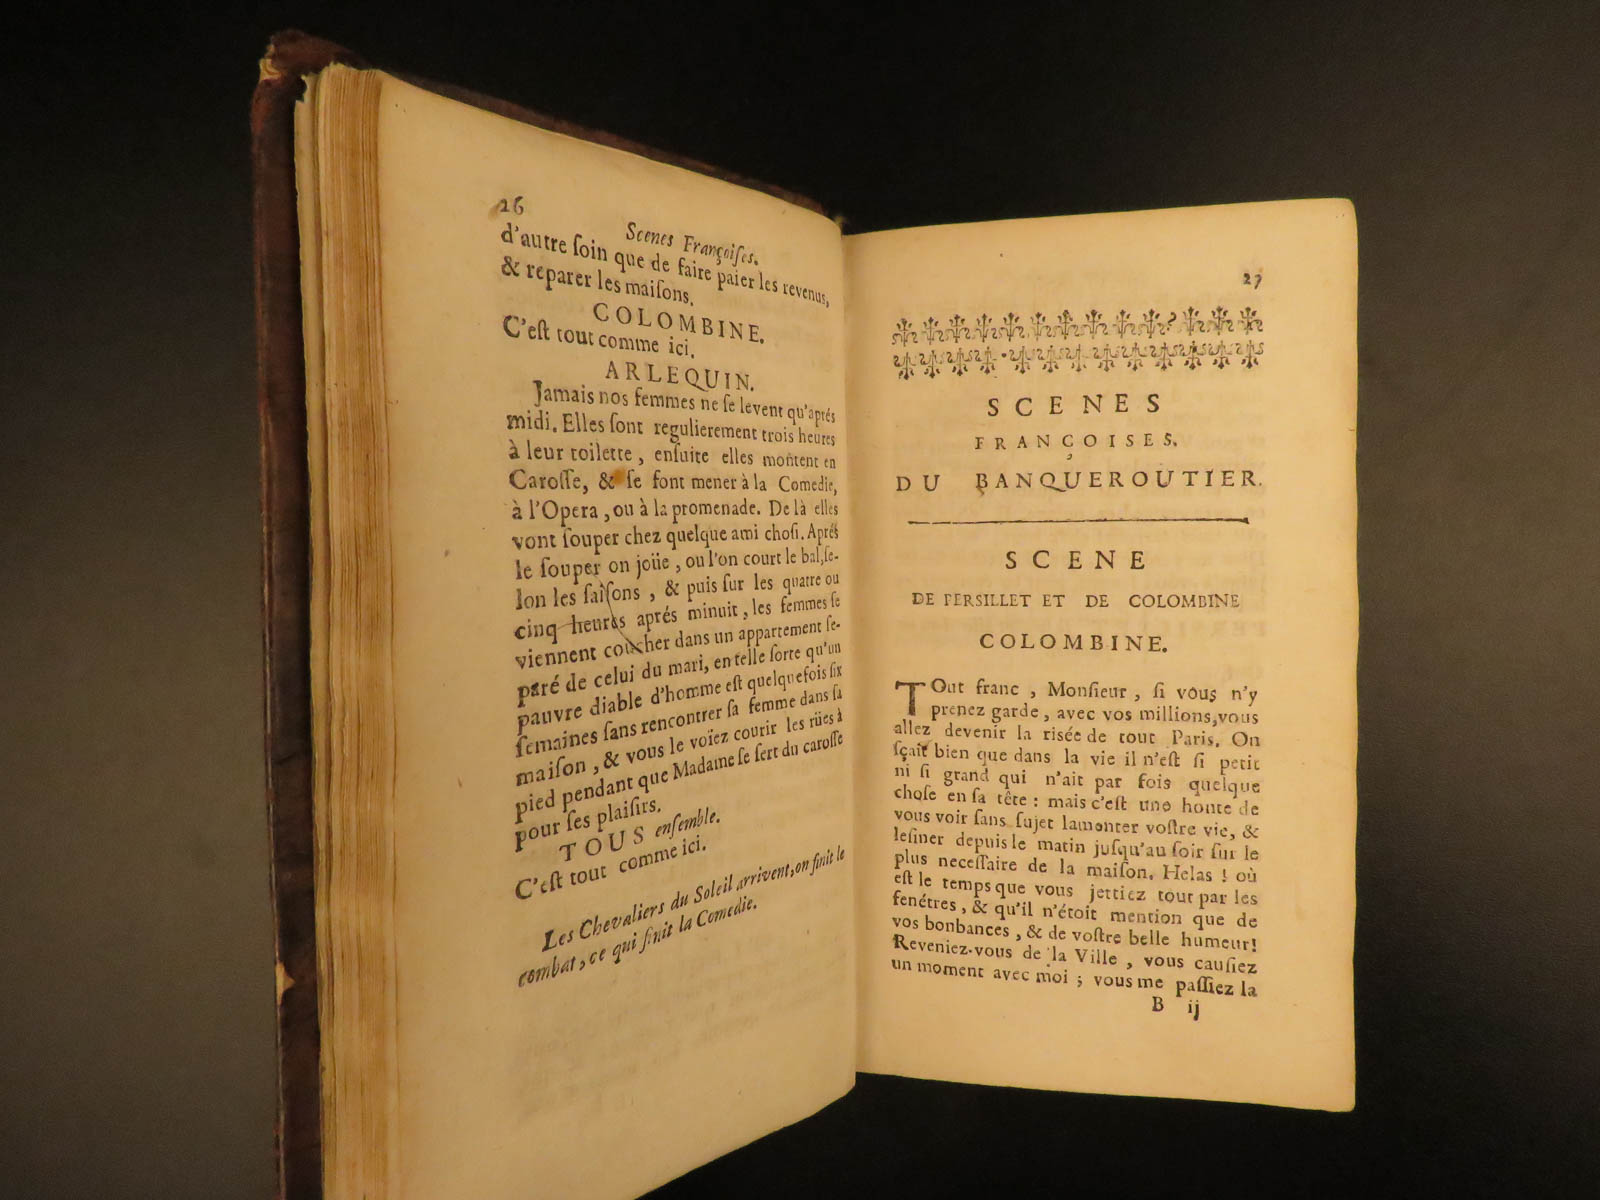 26
Scenes Françoiſes.
d'autre ſoin que de faire paier les revenus,
& reparer les maiſons.
COLOMBINE.
C'eſt tout comme ici.
ARLEQUIN.
Jamais nos femmes ne ſe levent qu'aprés
midi. Elles ſont regulierement trois heures
à leur toilette, enſuite elles montent en
Caroſſe, & ſe font mener à la Comedie,
à l'Opera, ou à la promenade. De là elles
vont ſouper chez quelque ami choſi. Aprés
le ſouper on joüe, ou l'on court le bal, ſe-
lon les ſaiſons, & puis ſur les quatre ou
cinq heures aprés minuit, les femmes ſe
viennent coucher dans un appartement ſe-
paré de celui du mari, en telle ſorte qu'un
pauvre diable d'homme eſt quelquefois ſix
ſemaines ſans rencontrer ſa femme dans ſa
maiſon, & vous le voïez courir les rües à
pied pendant que Madame ſe ſert du caroſſe
pour ſes plaiſirs.
TOUS enſemble.
C'eſt tout comme ici.
Les Chevaliers du Soleil arrivent, on finit le
combat, ce qui finit la Comedie.
27
SCENES
FRANÇOISES.
DU BANQUEROUTIER.
SCENE
DE PERSILLET ET DE COLOMBINE
COLOMBINE.
TOut franc, Monſieur, ſi vous n'y
prenez garde, avec vos millions, vous
allez devenir la riſée de tout Paris. On
ſçait bien que dans la vie il n'eſt ſi petit
ni ſi grand qui n'ait par fois quelque
choſe en ſa tête : mais c'eſt une honte de
vous voir ſans ſujet lamenter voſtre vie, &
leſiner depuis le matin juſqu'au ſoir ſur le
plus neceſſaire de la maiſon. Helas ! où
eſt le temps que vous jettiez tout par les
fenêtres, & qu'il n'étoit mention que de
vos bonbances, & de voſtre belle humeur!
Reveniez-vous de la Ville, vous cauſiez
un moment avec moi ; vous me paſſiez la
B ij